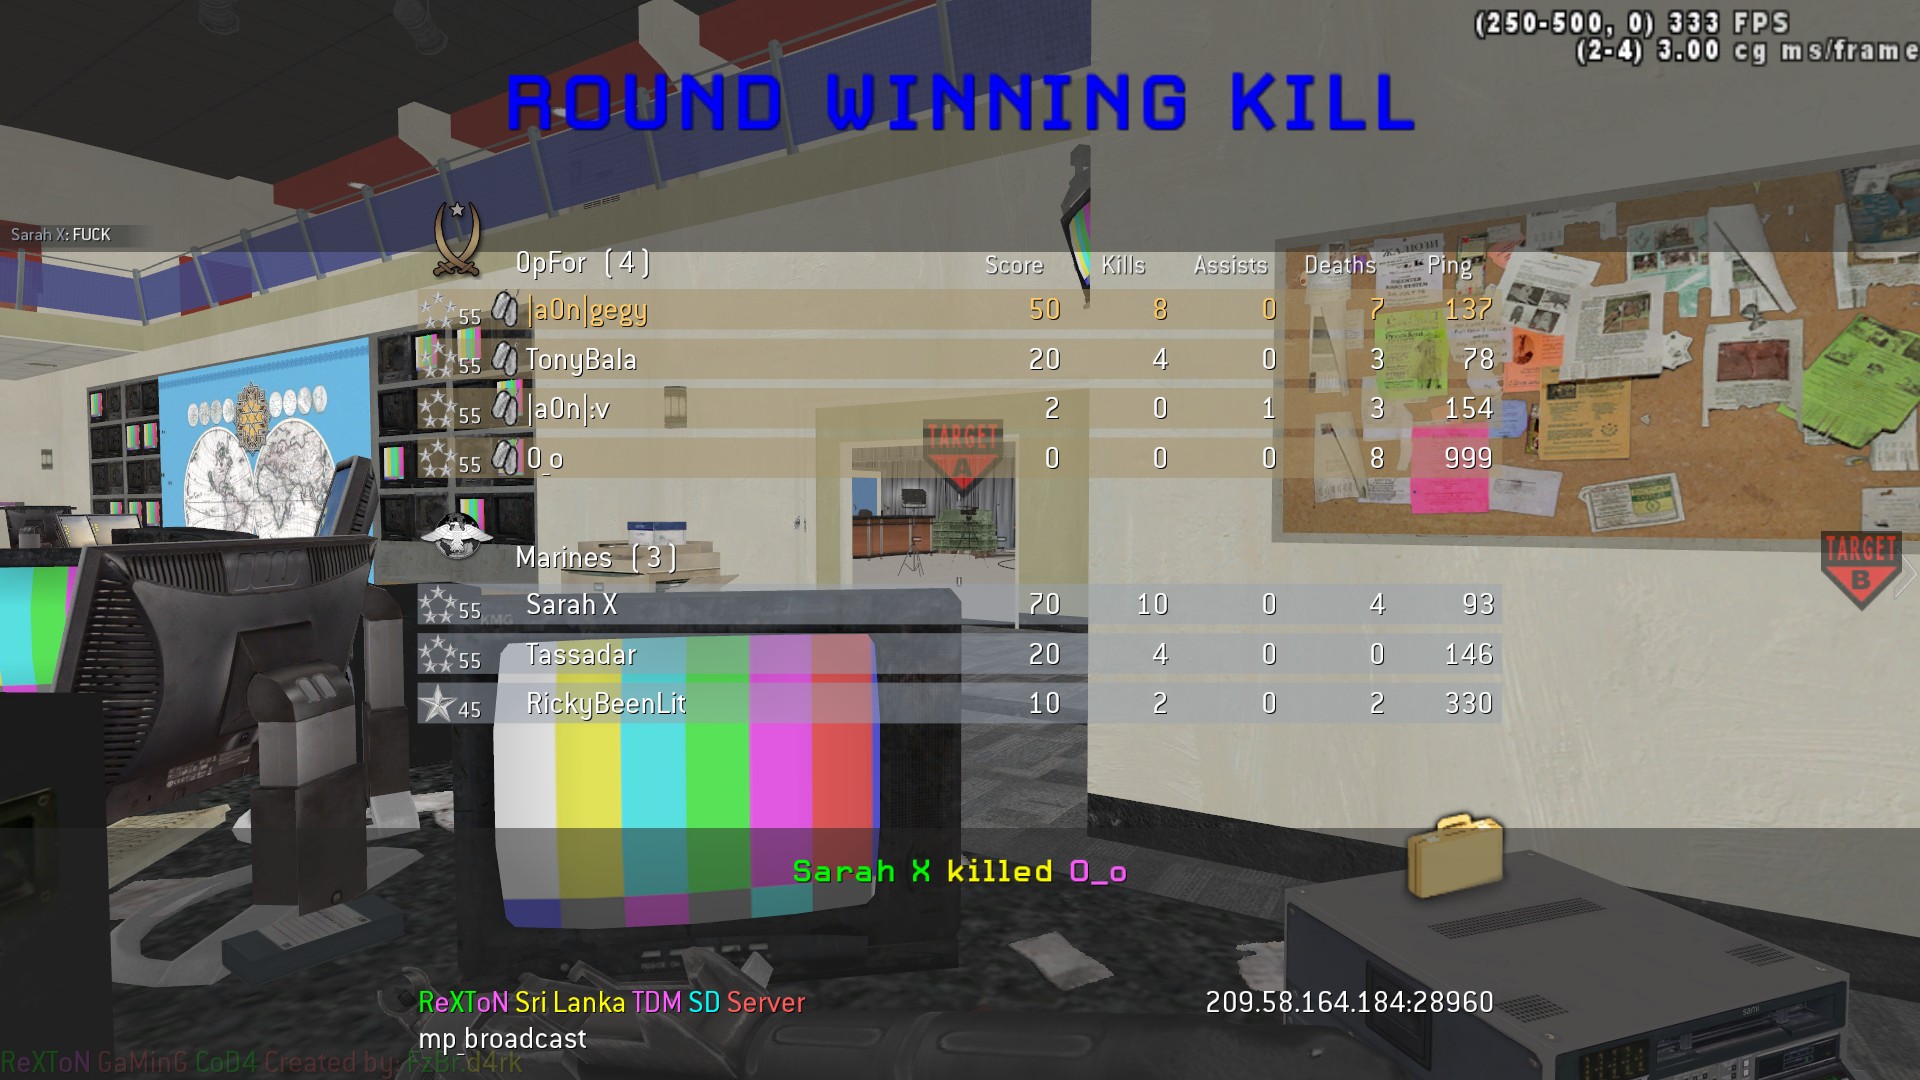 (250-500, 0) 333 FPS
(2-4) 3.00 cg ms/frame
ROUND WINNING KILL
Sarah X: FUCK
OpFor ( 4 )
Score Kills Assists Deaths Ping
55 |aOn|gegy 50 8 0 7 137
55 TonyBala 20 4 0 3 78
55 |aOn|:v 2 0 1 3 154
55 O_o 0 0 0 8 999
TARGET
A
Marines ( 3 )
TARGET
B
55 Sarah X 70 10 0 4 93
55 Tassadar 20 4 0 0 146
45 RickyBeenLit 10 2 0 2 330
Sarah X killed O_o
ReXToN Sri Lanka TDM SD Server
209.58.164.184:28960
mp_broadcast
ReXToN GaMinG CoD4 Created by: FzBr.d4rk